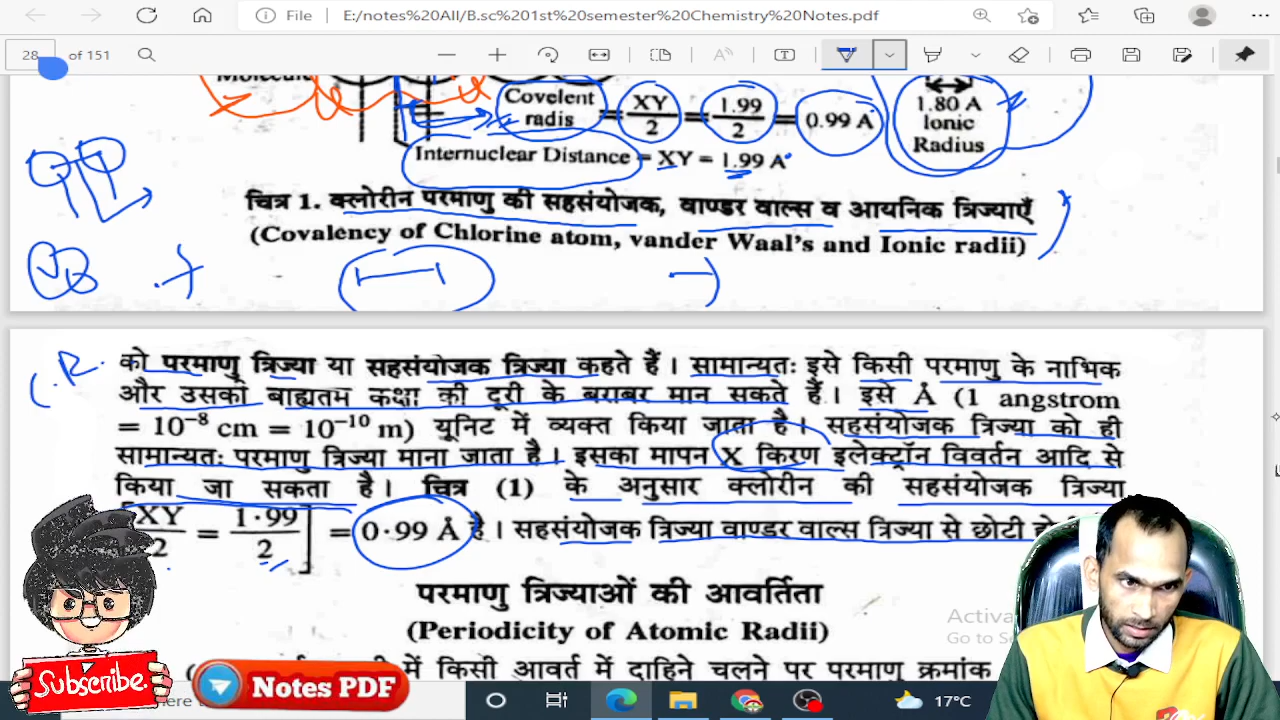 File E:/notes%20All/B.sc%201st%20semester%20Chemistry%20Notes.pdf
28 of 151
Covelent
radis = XY/2 = 1.99/2 = 0.99 A
1.80 A
Ionic
Radius
Internuclear Distance = XY = 1.99 A°
चित्र 1. क्लोरीन परमाणु की सहसंयोजक, वाण्डर वाल्स व आयनिक त्रिज्याएँ
(Covalency of Chlorine atom, vander Waal's and Ionic radii)
C.R.
को परमाणु त्रिज्या या सहसंयोजक त्रिज्या कहते हैं । सामान्यतः इसे किसी परमाणु के नाभिक
और उसको बाह्यतम कक्षा की दूरी के बराबर मान सकते हैं । इसे Å (1 angstrom
= 10⁻⁸ cm = 10⁻¹⁰ m) यूनिट में व्यक्त किया जाता है । सहसंयोजक त्रिज्या को ही
सामान्यतः परमाणु त्रिज्या माना जाता है । इसका मापन X किरण इलेक्ट्रॉन विवर्तन आदि से
किया जा सकता है । चित्र (1) के अनुसार क्लोरीन की सहसंयोजक त्रिज्या
XY/2 = 1·99/2 ] = 0·99 Å है । सहसंयोजक त्रिज्या वाण्डर वाल्स त्रिज्या से छोटी
परमाणु त्रिज्याओं की आवर्तिता
(Periodicity of Atomic Radii)
में किसी आवर्त में दाहिने चलने पर परमाणु क्रमांक
Subscribe
Notes PDF
17°C